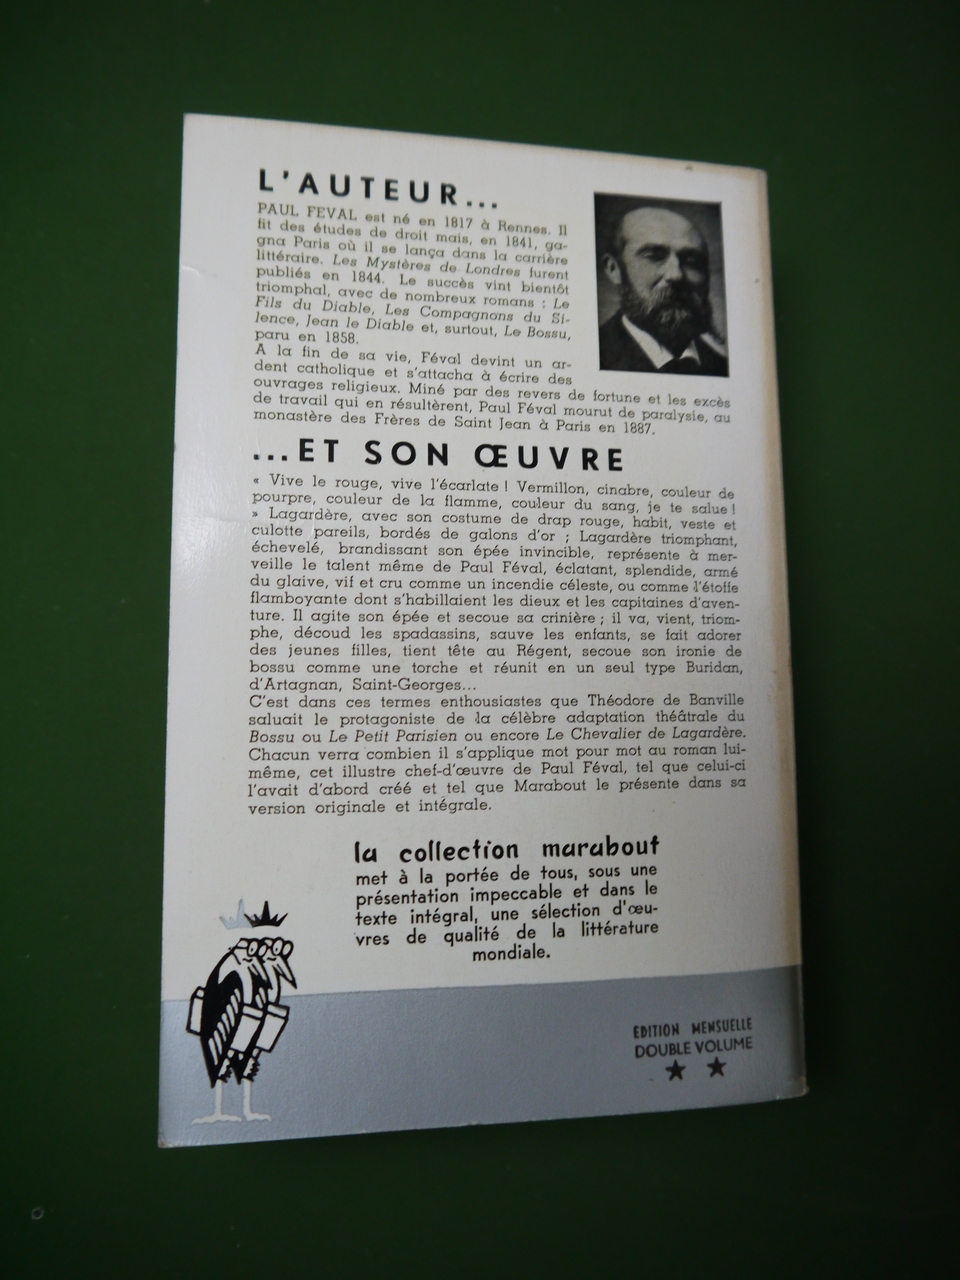 L'AUTEUR...
PAUL FEVAL est né en 1817 à Rennes. Il
fit des études de droit mais, en 1841, ga-
gna Paris où il se lança dans la carrière
littéraire. Les Mystères de Londres furent
publiés en 1844. Le succès vint bientôt
triomphal, avec de nombreux romans : Le
Fils du Diable, Les Compagnons du Si-
lence, Jean le Diable et, surtout, Le Bossu,
paru en 1858.
A la fin de sa vie, Féval devint un ar-
dent catholique et s'attacha à écrire des
ouvrages religieux. Miné par des revers de fortune et les excès
de travail qui en résultèrent, Paul Féval mourut de paralysie, au
monastère des Frères de Saint Jean à Paris en 1887.
...ET SON ŒUVRE
« Vive le rouge, vive l'écarlate ! Vermillon, cinabre, couleur de
pourpre, couleur de la flamme, couleur du sang, je te salue !
» Lagardère, avec son costume de drap rouge, habit, veste et
culotte pareils, bordés de galons d'or ; Lagardère triomphant,
échevelé, brandissant son épée invincible, représente à mer-
veille le talent même de Paul Féval, éclatant, splendide, armé
du glaive, vif et cru comme un incendie céleste, ou comme l'étoffe
flamboyante dont s'habillaient les dieux et les capitaines d'aven-
ture. Il agite son épée et secoue sa crinière ; il va, vient, triom-
phe, découd les spadassins, sauve les enfants, se fait adorer
des jeunes filles, tient tête au Régent, secoue son ironie de
bossu comme une torche et réunit en un seul type Buridan,
d'Artagnan, Saint-Georges...
C'est dans ces termes enthousiastes que Théodore de Banville
saluait le protagoniste de la célèbre adaptation théâtrale du
Bossu ou Le Petit Parisien ou encore Le Chevalier de Lagardère.
Chacun verra combien il s'applique mot pour mot au roman lui-
même, cet illustre chef-d'œuvre de Paul Féval, tel que celui-ci
l'avait d'abord créé et tel que Marabout le présente dans sa
version originale et intégrale.
la collection marabout
met à la portée de tous, sous une
présentation impeccable et dans le
texte intégral, une sélection d'œu-
vres de qualité de la littérature
mondiale.
EDITION MENSUELLE
DOUBLE VOLUME
★ ★